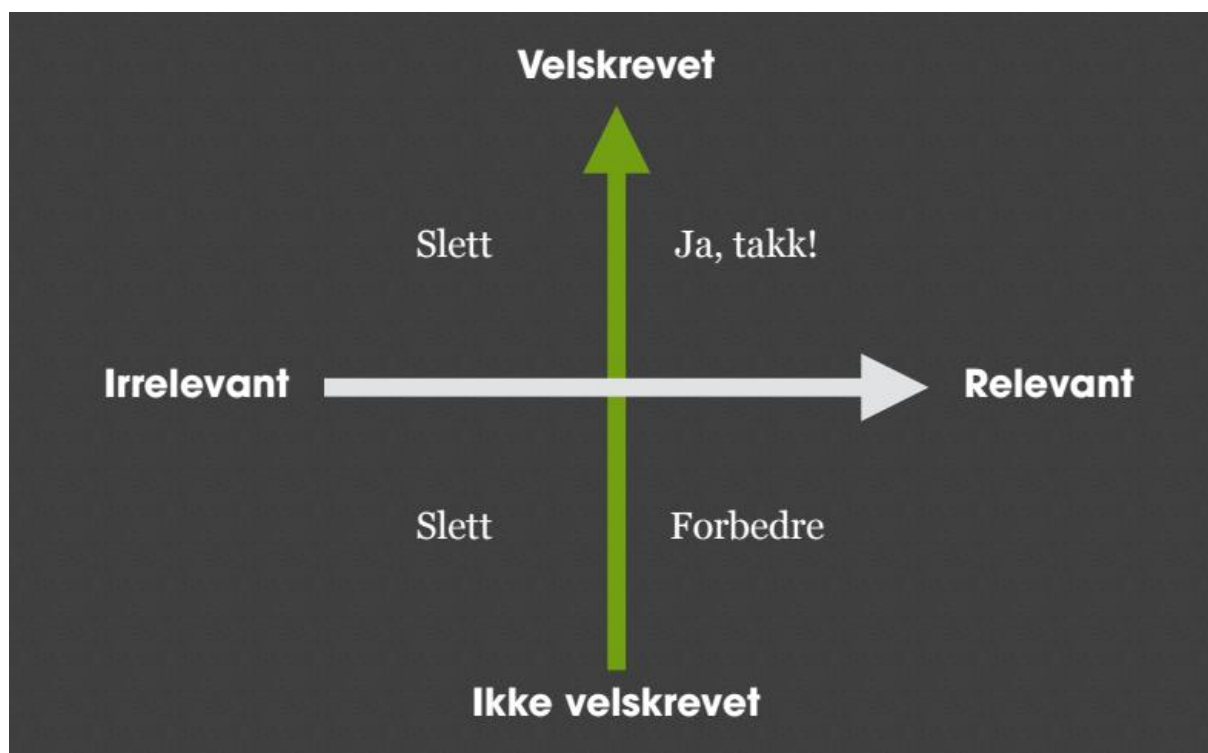 Velskrevet
Slett
Ja, takk!
Irrelevant
Relevant
Slett
Forbedre
Ikke velskrevet